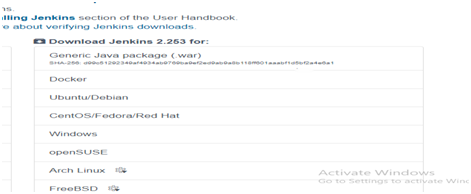 ns.
lling Jenkins section of the User Handbook.
re about verifying Jenkins downloads.
Download Jenkins 2.253 for:
Generic Java package (.war)
SHA-256:
Docker
Ubuntu/Debian
CentOS/Fedora/Red Hat
Windows
openSUSE
Arch Linux
FreeBSD
Activate Windows
Go to Settings to activate Win